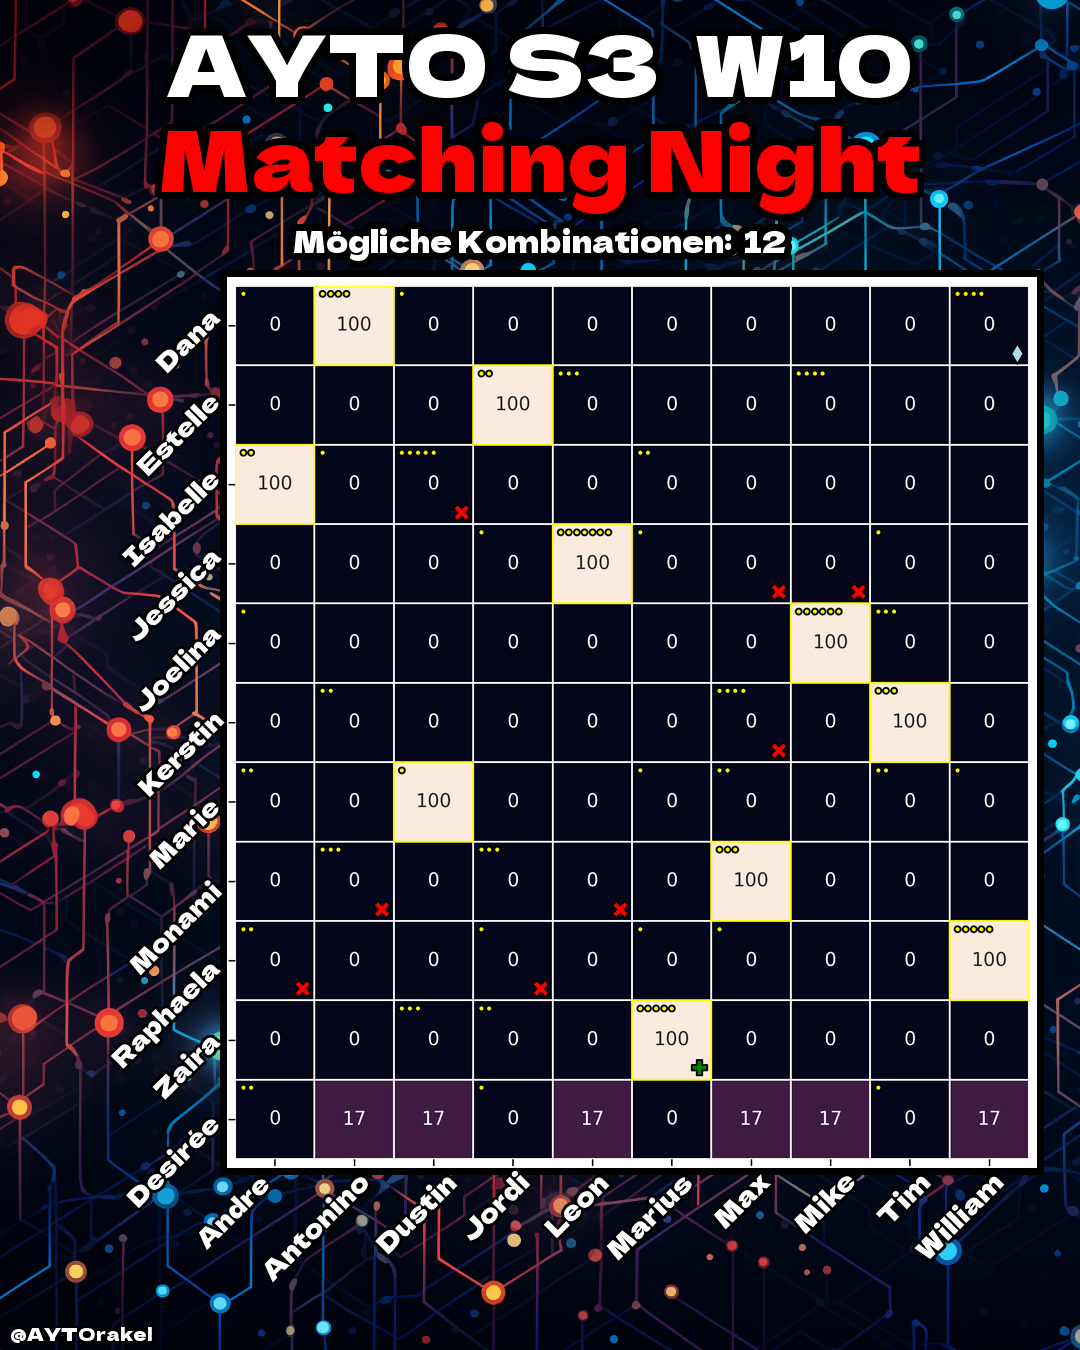 AYTO S3 W10
Matching Night
Mögliche Kombinationen: 12
Dana 0 100 0 0 0 0 0 0 0 0
Estelle 0 0 0 100 0 0 0 0 0 0
Isabelle 100 0 0 0 0 0 0 0 0 0
Jessica 0 0 0 0 100 0 0 0 0 0
Joelina 0 0 0 0 0 0 0 100 0 0
Kerstin 0 0 0 0 0 0 0 0 100 0
Marie 0 0 100 0 0 0 0 0 0 0
Monami 0 0 0 0 0 0 100 0 0 0
Raphaela 0 0 0 0 0 0 0 0 0 100
Zaira 0 0 0 0 0 100 0 0 0 0
Desirée 0 17 17 0 17 0 17 17 0 17
Andre Antonino Dustin Jordi Leon Marius Max Mike Tim William
@AYTOrakel